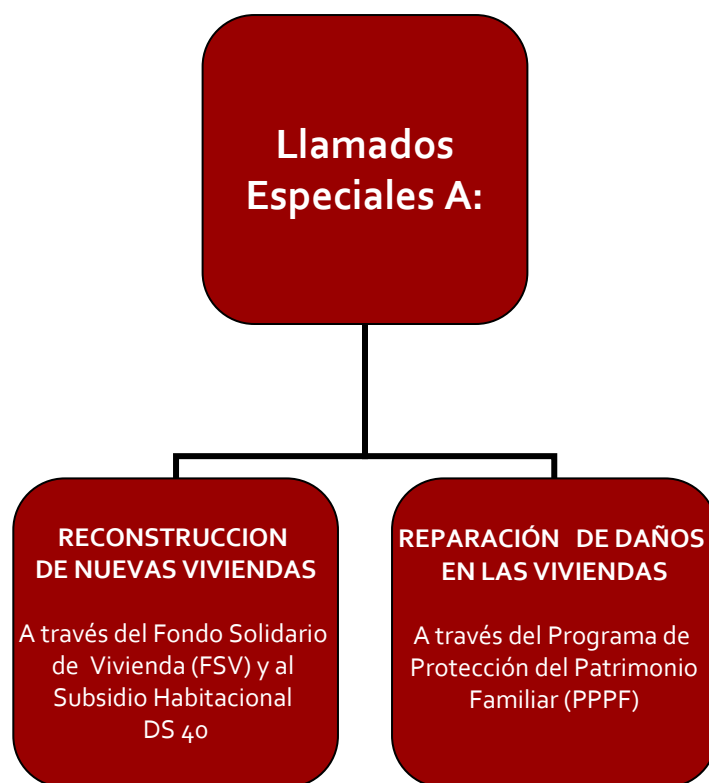 Llamados
Especiales A:
RECONSTRUCCION
DE NUEVAS VIVIENDAS
A través del Fondo Solidario
de Vivienda (FSV) y al
Subsidio Habitacional
DS 40
REPARACIÓN DE DAÑOS
EN LAS VIVIENDAS
A través del Programa de
Protección del Patrimonio
Familiar (PPPF)